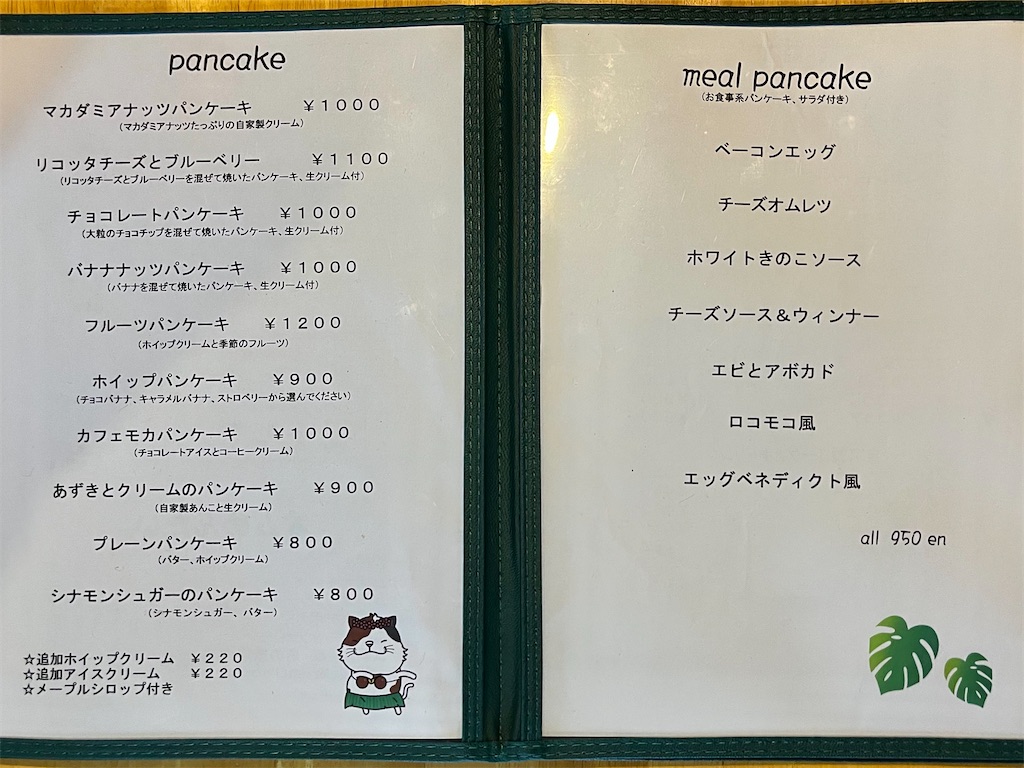 pancake
マカダミアナッツパンケーキ ￥１０００
（マカダミアナッツたっぷりの自家製クリーム）
リコッタチーズとブルーベリー ￥１１００
（リコッタチーズとブルーベリーを混ぜて焼いたパンケーキ、生クリーム付）
チョコレートパンケーキ ￥１０００
（大粒のチョコチップを混ぜて焼いたパンケーキ、生クリーム付）
バナナナッツパンケーキ ￥１０００
（バナナを混ぜて焼いたパンケーキ、生クリーム付）
フルーツパンケーキ ￥１２００
（ホイップクリームと季節のフルーツ）
ホイップパンケーキ ￥９００
（チョコバナナ、キャラメルバナナ、ストロベリーから選んでください）
カフェモカパンケーキ ￥１０００
（チョコレートアイスとコーヒークリーム）
あずきとクリームのパンケーキ ￥９００
（自家製あんこと生クリーム）
プレーンパンケーキ ￥８００
（バター、ホイップクリーム）
シナモンシュガーのパンケーキ ￥８００
（シナモンシュガー、バター）
☆追加ホイップクリーム ￥２２０
☆追加アイスクリーム ￥２２０
☆メープルシロップ付き
meal pancake
（お食事系パンケーキ、サラダ付き）
ベーコンエッグ
チーズオムレツ
ホワイトきのこソース
チーズソース＆ウィンナー
エビとアボカド
ロコモコ風
エッグベネディクト風
all 950 en